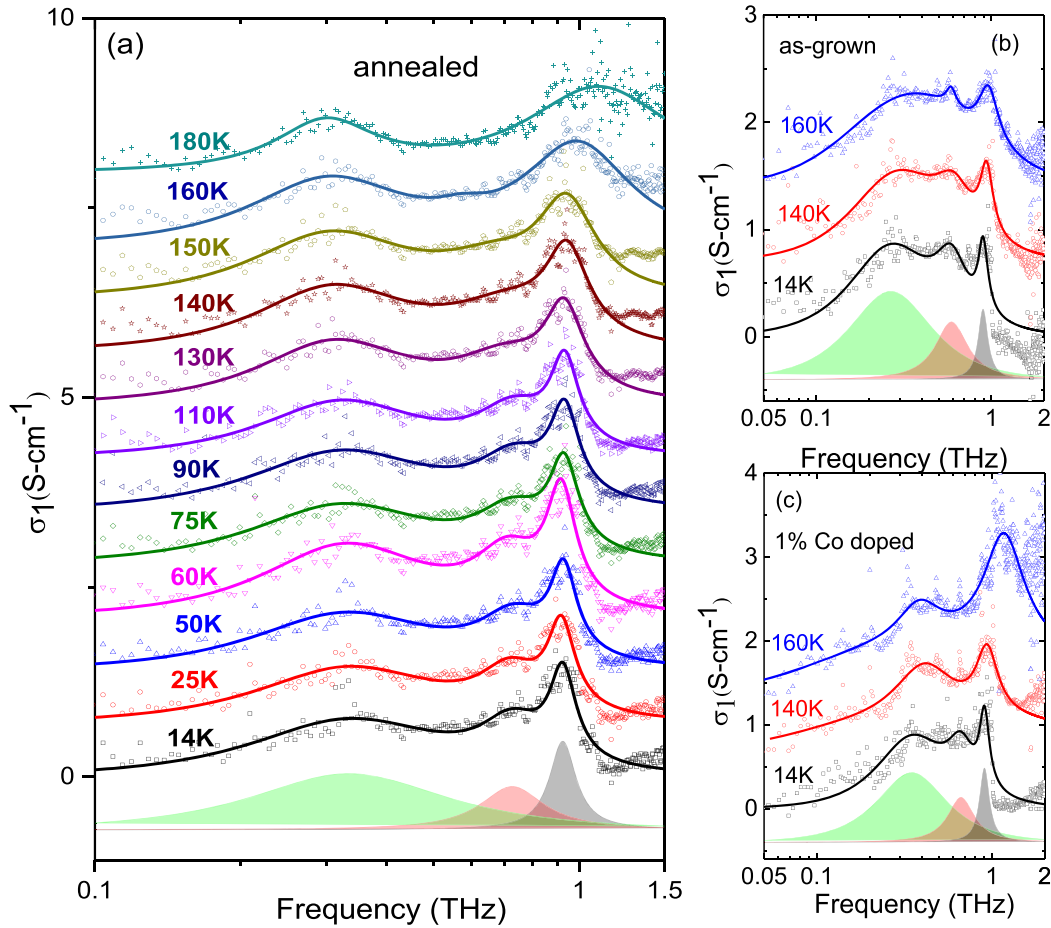 (a)
annealed
10
5
0
180K
160K
150K
140K
130K
110K
90K
75K
60K
50K
25K
14K
σ1(S-cm-1)
0.1
1
1.5
Frequency (THz)
as-grown
(b)
3
2
1
0
160K
140K
14K
σ1(S-cm-1)
0.05
0.1
1
2
Frequency (THz)
(c)
1% Co doped
4
3
2
1
0
160K
140K
14K
σ1(S-cm-1)
0.05
0.1
1
2
Frequency (THz)